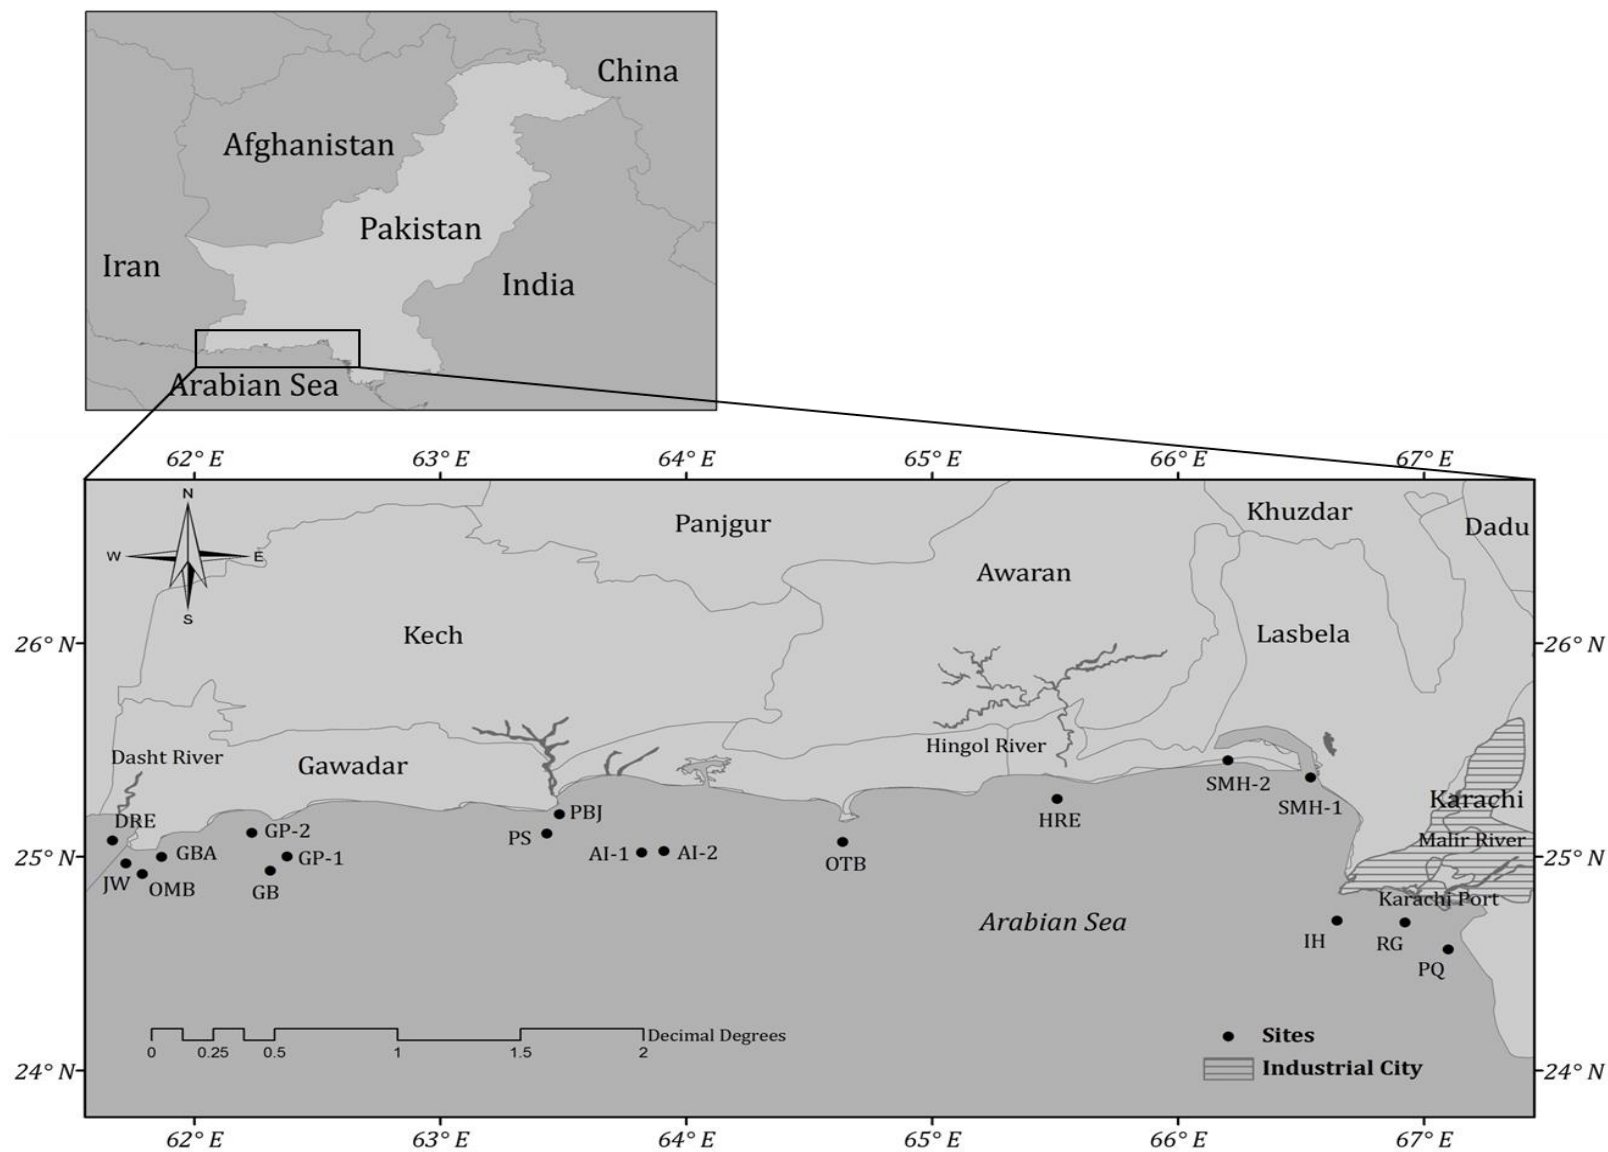 China
Afghanistan
Pakistan
Iran
India
Arabian Sea
62° E 63° E 64° E 65° E 66° E 67° E
N
W E
S
Panjgur
Khuzdar
Dadu
Awaran
Kech
Lasbela
26° N 26° N
Dasht River
Gawadar
Hingol River
SMH-2
SMH-1
Karachi
DRE
GP-2
PBJ
PS
HRE
Malir River
GBA
GP-1
AI-1
AI-2
OTB
25° N 25° N
JW
OMB
GB
Karachi Port
Arabian Sea
IH
RG
PQ
Decimal Degrees
0 0.25 0.5 1 1.5 2
Sites
Industrial City
24° N 24° N
62° E 63° E 64° E 65° E 66° E 67° E